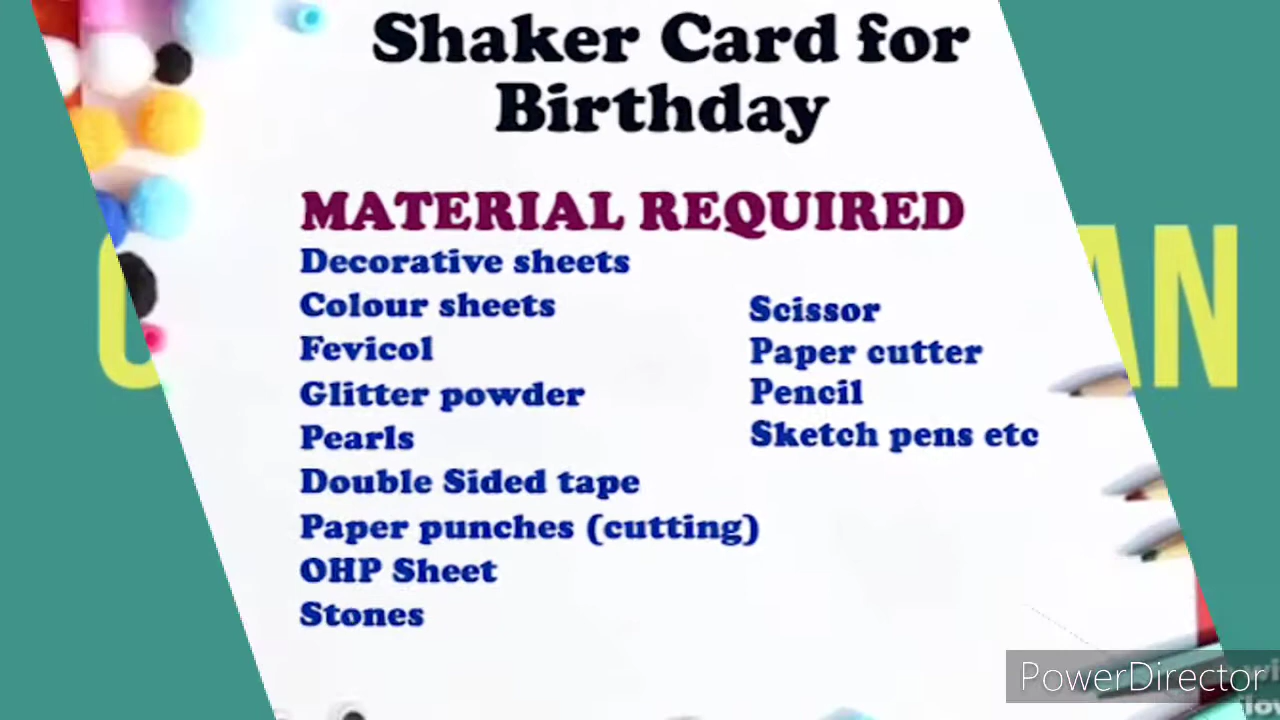 Shaker Card for
Birthday
MATERIAL REQUIRED
Decorative sheets
Colour sheets
Fevicol
Glitter powder
Pearls
Double Sided tape
Paper punches (cutting)
OHP Sheet
Stones
Scissor
Paper cutter
Pencil
Sketch pens etc
AN
PowerDirector